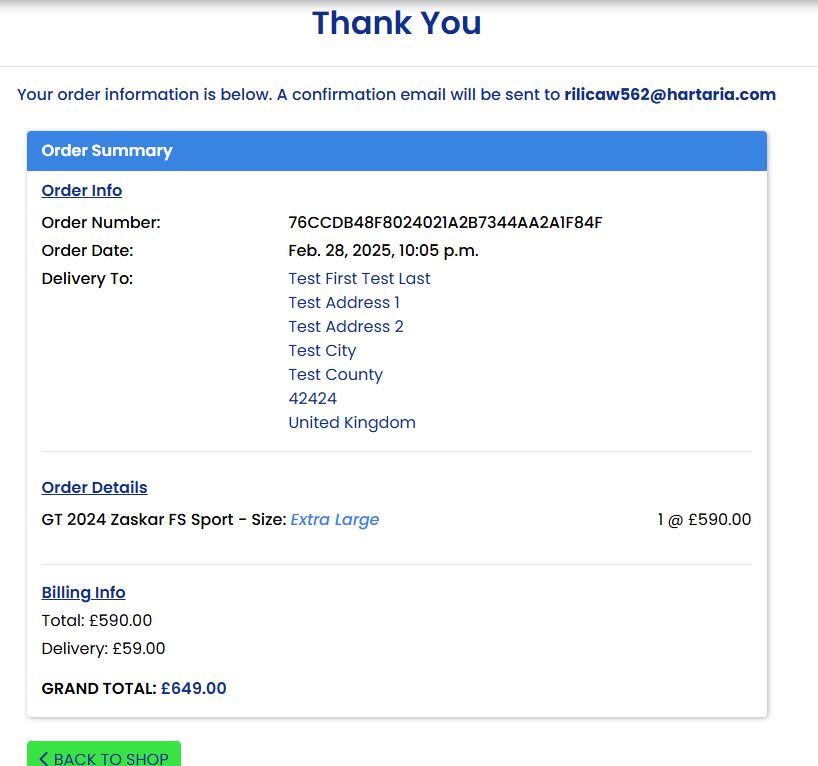 Thank You
Your order information is below. A confirmation email will be sent to rilicaw562@hartaria.com
Order Summary
Order Info
Order Number: 76CCDB48F8024021A2B7344AA2A1F84F
Order Date: Feb. 28, 2025, 10:05 p.m.
Delivery To: Test First Test Last
Test Address 1
Test Address 2
Test City
Test County
42424
United Kingdom
Order Details
GT 2024 Zaskar FS Sport - Size: Extra Large 1 @ £590.00
Billing Info
Total: £590.00
Delivery: £59.00
GRAND TOTAL: £649.00
BACK TO SHOP